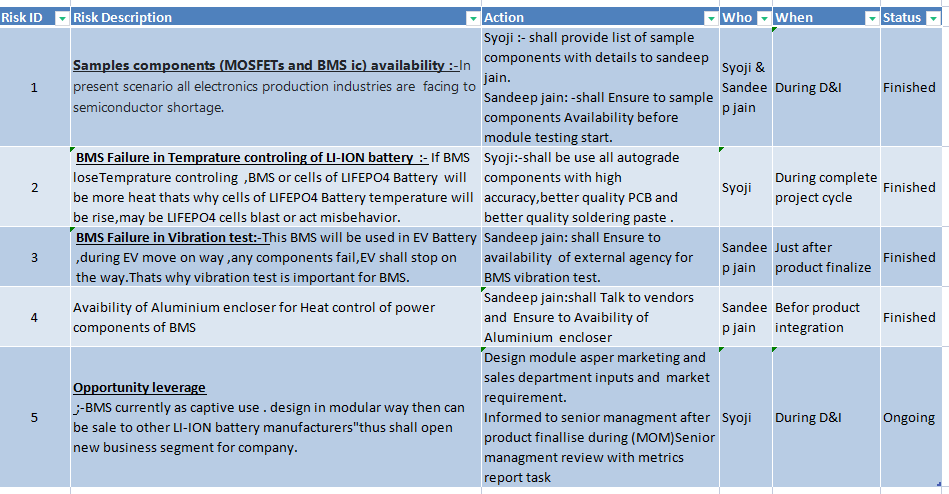 Risk ID Risk Description Action Who When Status
1
Samples components (MOSFETs and BMS ic) availability :-In
present scenario all electronics production industries are facing to
semiconductor shortage.
Syoji :- shall provide list of sample
components with details to sandeep
jain.
Sandeep jain: -shall Ensure to sample
components Availability before
module testing start.
Syoji &
Sandee
p jain
During D&I
Finished
2
BMS Failure in Temprature controling of LI-ION battery :- If BMS
loseTemprature controling ,BMS or cells of LIFEPO4 Battery will
be more heat thats why cells of LIFEPO4 Battery temperature will
be rise,may be LIFEPO4 cells blast or act misbehavior.
Syoji:-shall be use all autograde
components with high
accuracy,better quality PCB and
better quality soldering paste .
Syoji
During complete
project cycle
Finished
3
BMS Failure in Vibration test:-This BMS will be used in EV Battery
,during EV move on way ,any components fail,EV shall stop on
the way.Thats why vibration test is important for BMS.
Sandeep jain: shall Ensure to
availability of external agency for
BMS vibration test.
Sandee
p jain
Just after
product finalize
Finished
4
Avaibility of Aluminium encloser for Heat control of power
components of BMS
Sandeep jain:shall Talk to vendors
and Ensure to Avaibility of
Aluminium encloser
Sandee
p jain
Befor product
integration
Finished
5
Opportunity leverage
;-BMS currently as captive use . design in modular way then can
be sale to other LI-ION battery manufacturers"thus shall open
new business segment for company.
Design module asper marketing and
sales department inputs and market
requirement.
Informed to senior managment after
product finallise during (MOM)Senior
managment review with metrics
report task
Syoji
During D&I
Ongoing